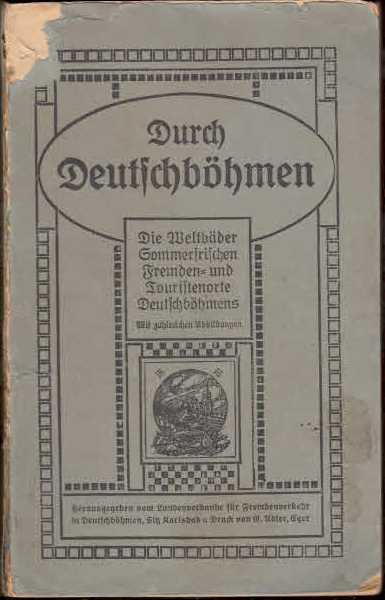 Durch
Deutschböhmen
Die Weltbäder
Sommerfrischen
Fremden- und
Touristenorte
Deutschböhmens
Mit zahlreichen Abbildungen
Herausgegeben vom Landesverbande für Fremdenverkehr
in Deutschböhmen, Sitz Karlsbad :: Druck von G. Adler, Eger